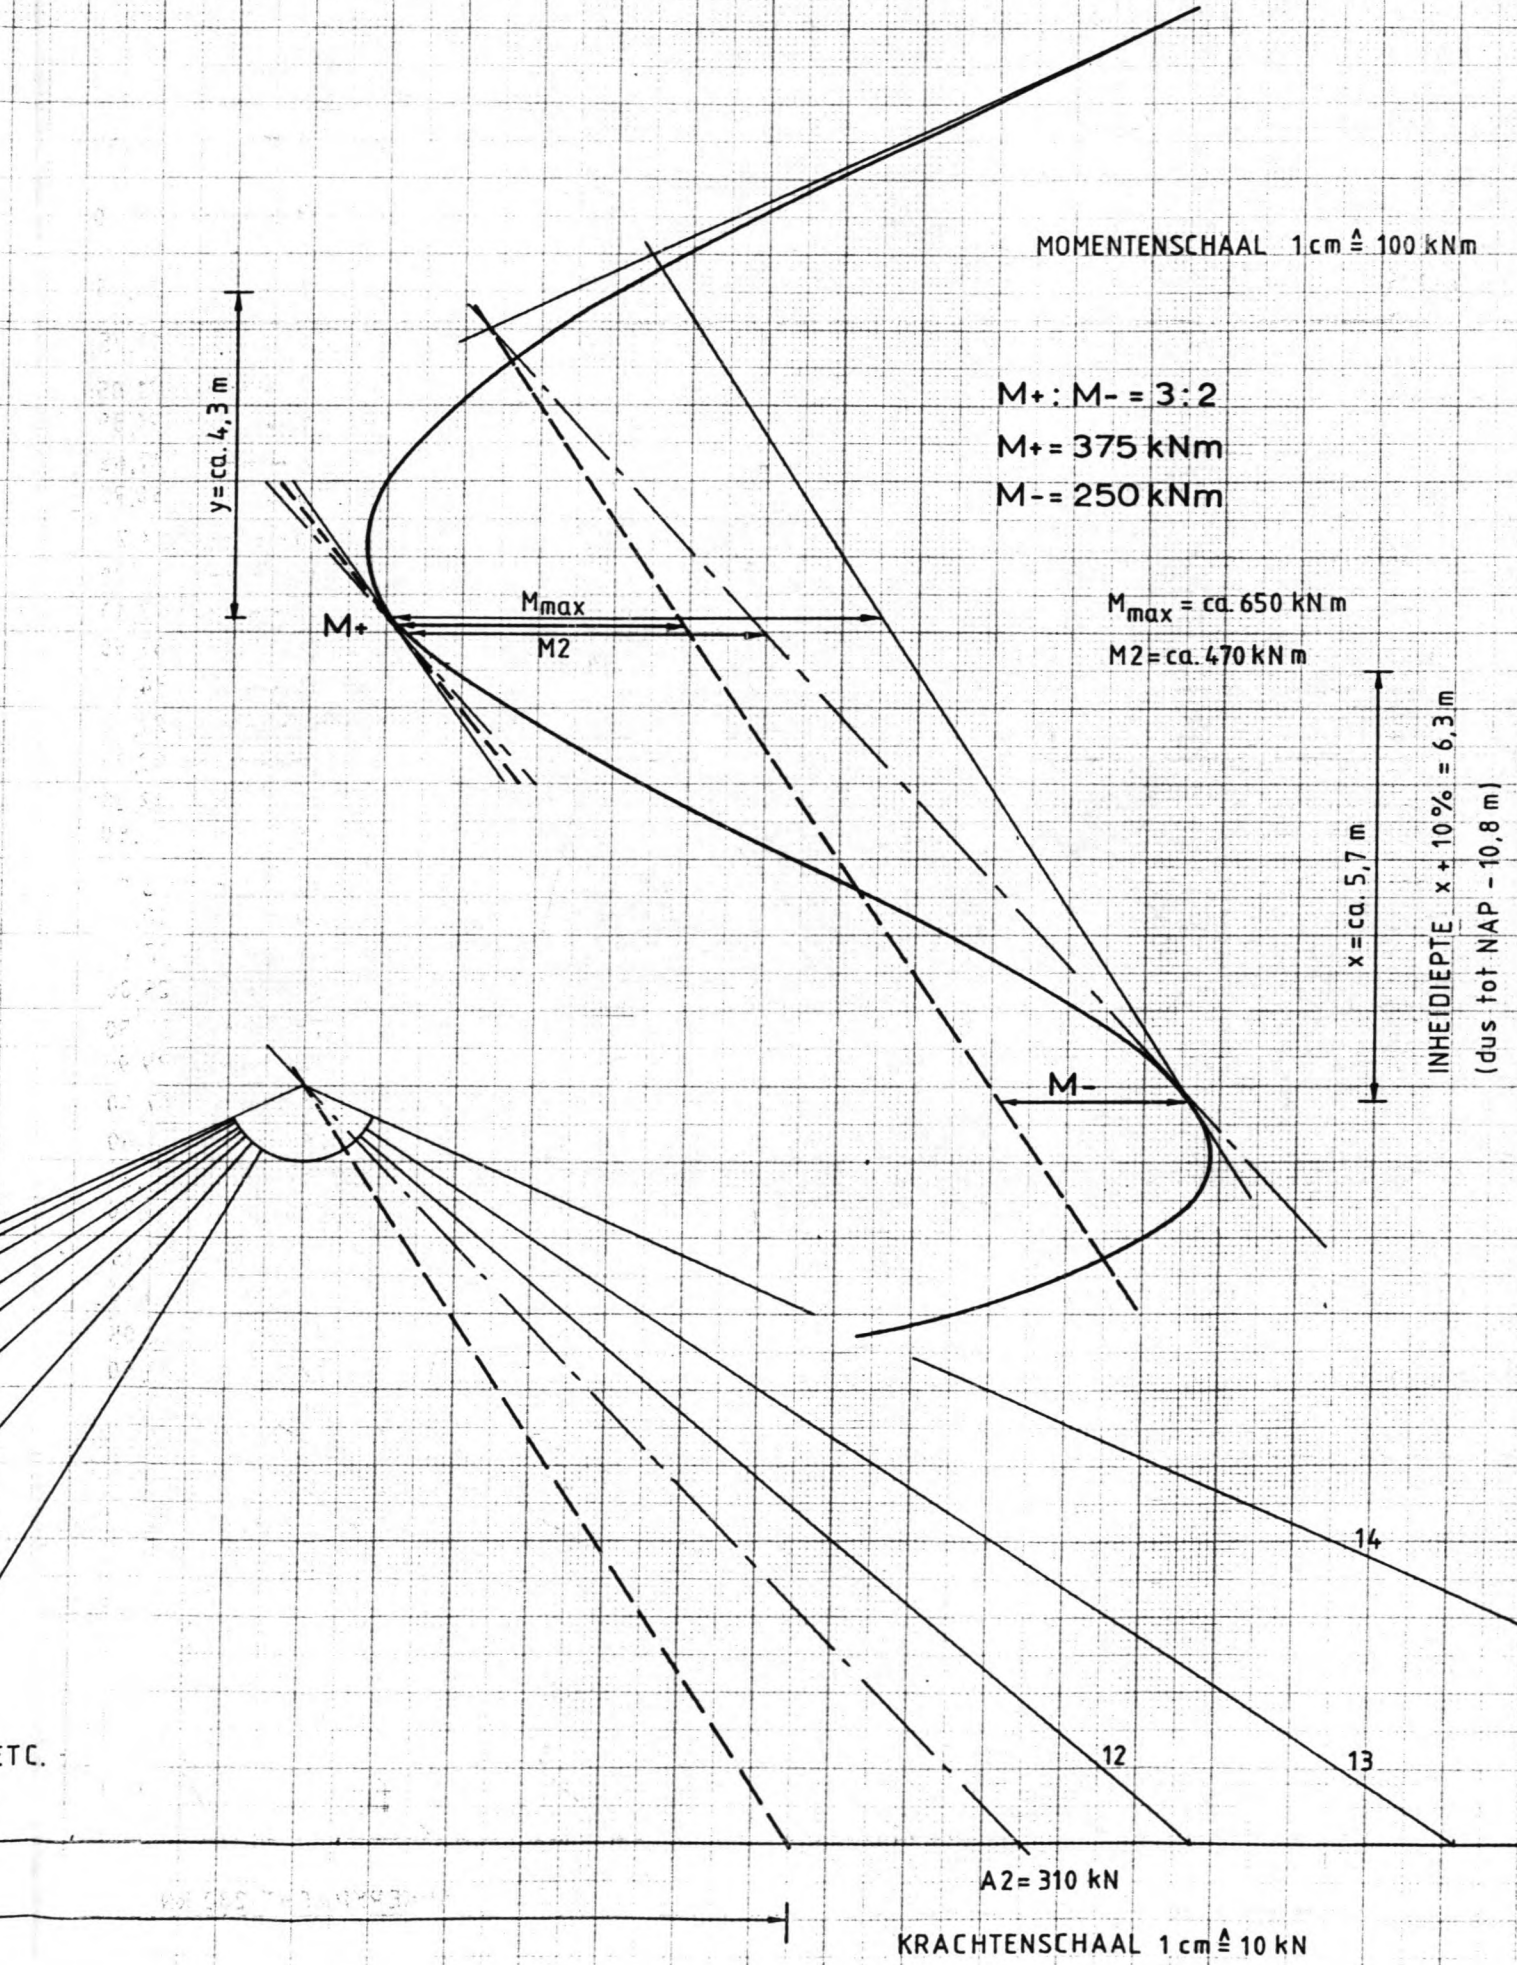 MOMENTENSCHAAL 1 cm ≙ 100 kNm
y = ca. 4,3 m
M+ : M- = 3 : 2
M+ = 375 kNm
M- = 250 kNm
Mmax
M+
M2
Mmax = ca. 650 kN m
M2 = ca. 470 kN m
x = ca. 5,7 m
INHEIDIEPTE x + 10% = 6,3 m
(dus tot NAP - 10,8 m)
M-
14
ETC.
12
13
A2 = 310 kN
KRACHTENSCHAAL 1 cm ≙ 10 kN